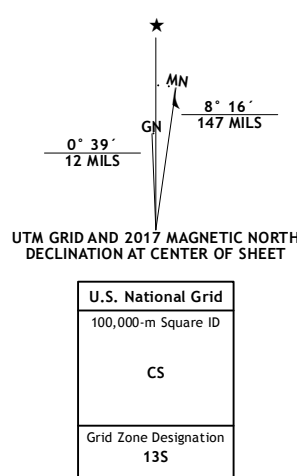 MN
GN
8° 16´
147 MILS
0° 39´
12 MILS
UTM GRID AND 2017 MAGNETIC NORTH
DECLINATION AT CENTER OF SHEET
U.S. National Grid
100,000-m Square ID
CS
Grid Zone Designation
13S